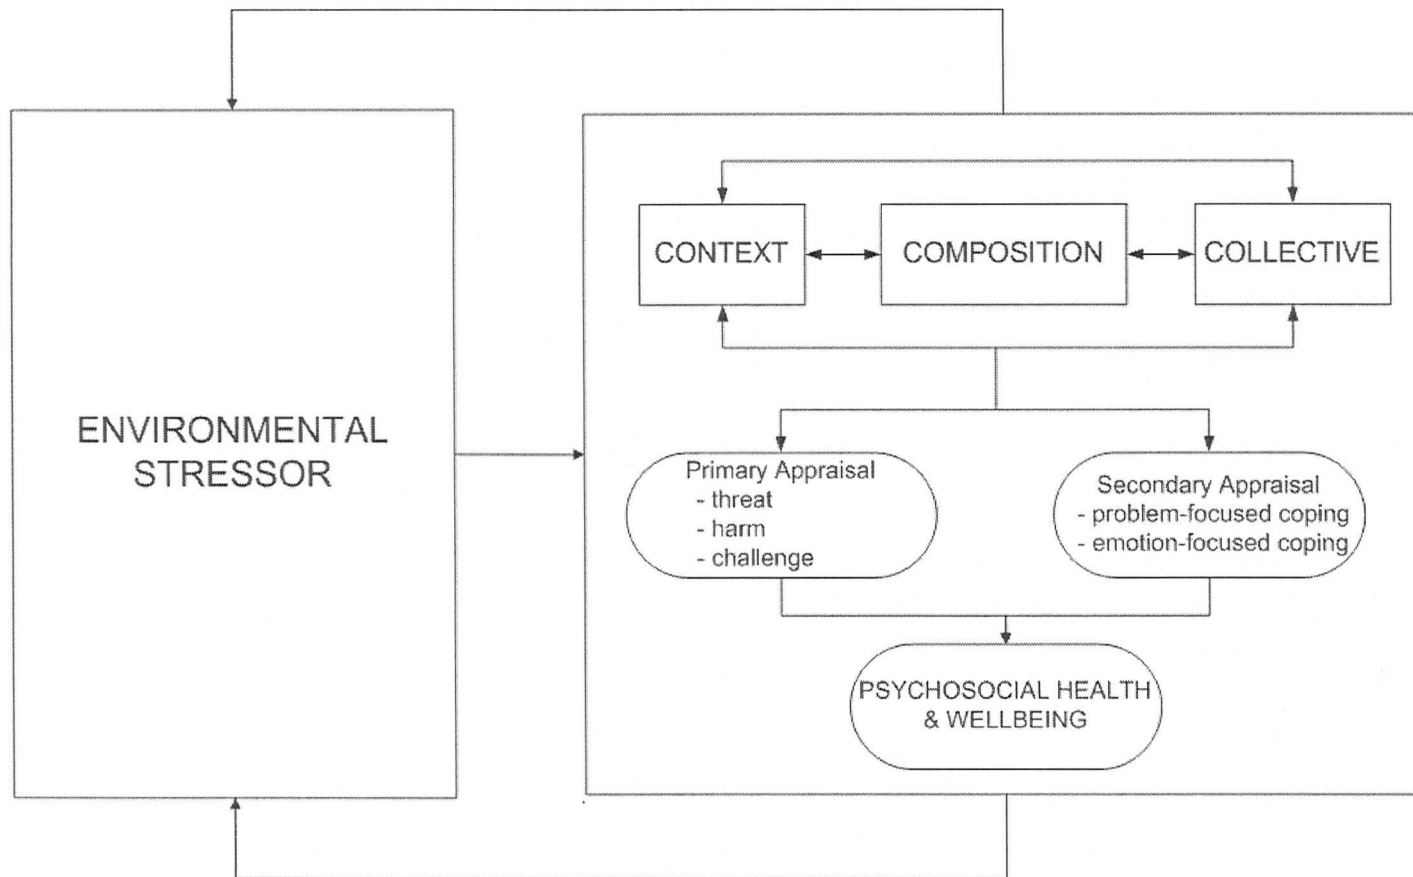 ENVIRONMENTAL
STRESSOR
CONTEXT
COMPOSITION
COLLECTIVE
Primary Appraisal
- threat
- harm
- challenge
Secondary Appraisal
- problem-focused coping
- emotion-focused coping
PSYCHOSOCIAL HEALTH
& WELLBEING